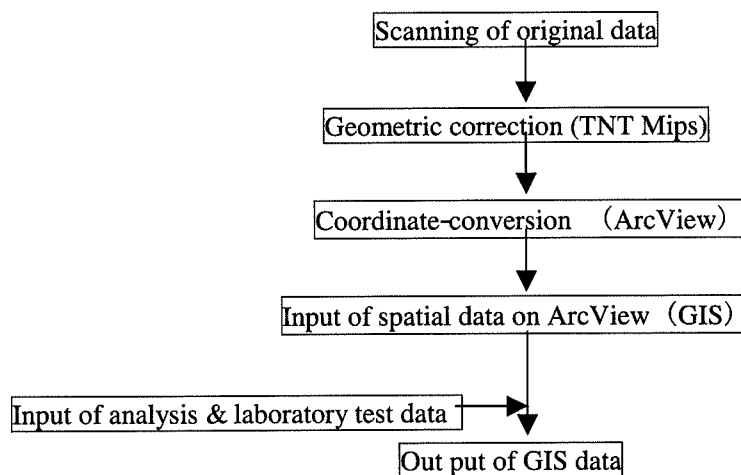 Scanning of original data
Geometric correction (TNT Mips)
Coordinate-conversion （ArcView）
Input of spatial data on ArcView（GIS）
Input of analysis & laboratory test data
Out put of GIS data